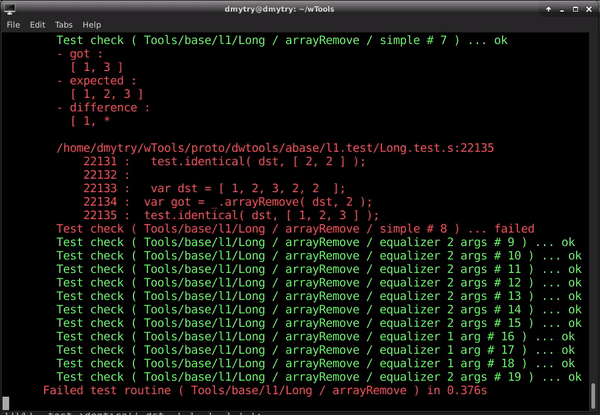 dmytry@dmytry: ~/wTools
File Edit Tabs Help
Test check ( Tools/base/l1/Long / arrayRemove / simple # 7 ) ... ok
- got :
[ 1, 3 ]
- expected :
[ 1, 2, 3 ]
- difference :
[ 1, *
/home/dmytry/wTools/proto/dwtools/abase/l1.test/Long.test.s:22135
22131 : test.identical( dst, [ 2, 2 ] );
22132 :
22133 : var dst = [ 1, 2, 3, 2, 2 ];
22134 : var got = _.arrayRemove( dst, 2 );
22135 : test.identical( dst, [ 1, 2, 3 ] );
Test check ( Tools/base/l1/Long / arrayRemove / simple # 8 ) ... failed
Test check ( Tools/base/l1/Long / arrayRemove / equalizer 2 args # 9 ) ... ok
Test check ( Tools/base/l1/Long / arrayRemove / equalizer 2 args # 10 ) ... ok
Test check ( Tools/base/l1/Long / arrayRemove / equalizer 2 args # 11 ) ... ok
Test check ( Tools/base/l1/Long / arrayRemove / equalizer 2 args # 12 ) ... ok
Test check ( Tools/base/l1/Long / arrayRemove / equalizer 2 args # 13 ) ... ok
Test check ( Tools/base/l1/Long / arrayRemove / equalizer 2 args # 14 ) ... ok
Test check ( Tools/base/l1/Long / arrayRemove / equalizer 2 args # 15 ) ... ok
Test check ( Tools/base/l1/Long / arrayRemove / equalizer 1 arg # 16 ) ... ok
Test check ( Tools/base/l1/Long / arrayRemove / equalizer 1 arg # 17 ) ... ok
Test check ( Tools/base/l1/Long / arrayRemove / equalizer 1 arg # 18 ) ... ok
Test check ( Tools/base/l1/Long / arrayRemove / equalizer 2 args # 19 ) ... ok
Failed test routine ( Tools/base/l1/Long / arrayRemove ) in 0.376s